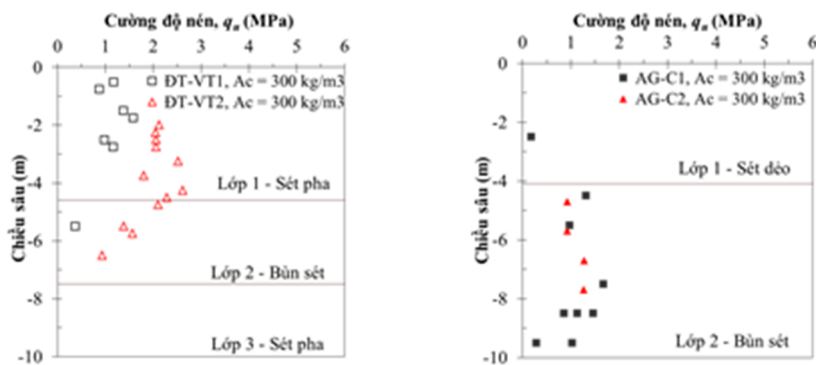 Cường độ nén, qu (MPa)
0 1 2 3 4 5 6
0
-2
-4
-6
-8
-10
Chiều sâu (m)
ĐT-VT1, Ac = 300 kg/m3
ĐT-VT2, Ac = 300 kg/m3
Lớp 1 - Sét pha
Lớp 2 - Bùn sét
Lớp 3 - Sét pha
Cường độ nén, qu (MPa)
0 1 2 3 4 5 6
0
-2
-4
-6
-8
-10
Chiều sâu (m)
AG-C1, Ac = 300 kg/m3
AG-C2, Ac = 300 kg/m3
Lớp 1 - Sét dẻo
Lớp 2 - Bùn sét